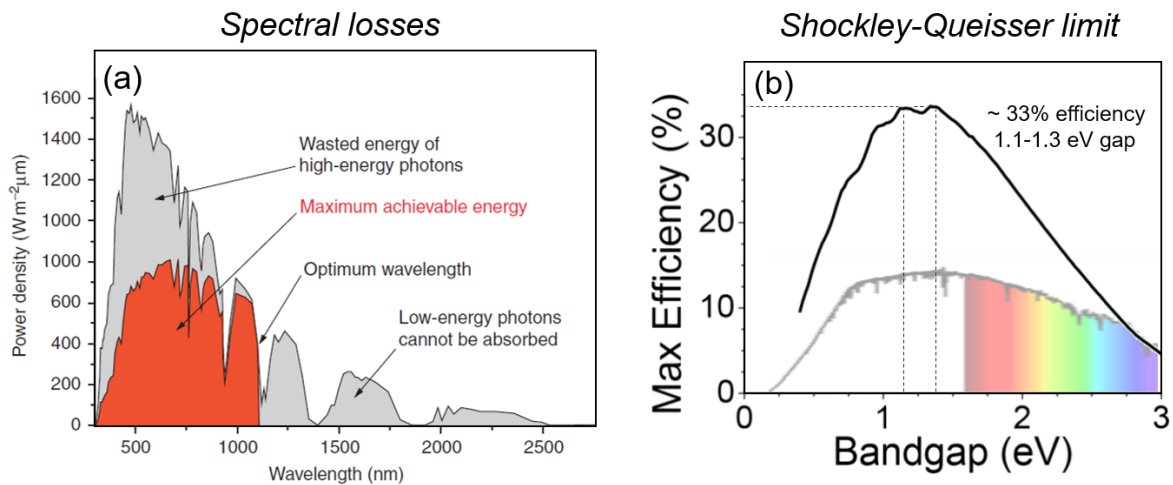 Spectral losses
(a)
Power density (Wm⁻²μm)
1600
1400
1200
1000
1000
600
400
200
0
Wasted energy of
high-energy photons
Maximum achievable energy
Optimum wavelength
Low-energy photons
cannot be absorbed
500
1000
1500
2000
2500
Wavelength (nm)
Shockley-Queisser limit
(b)
Max Efficiency (%)
30
20
10
0
~ 33% efficiency
1.1-1.3 eV gap
0
1
2
3
Bandgap (eV)